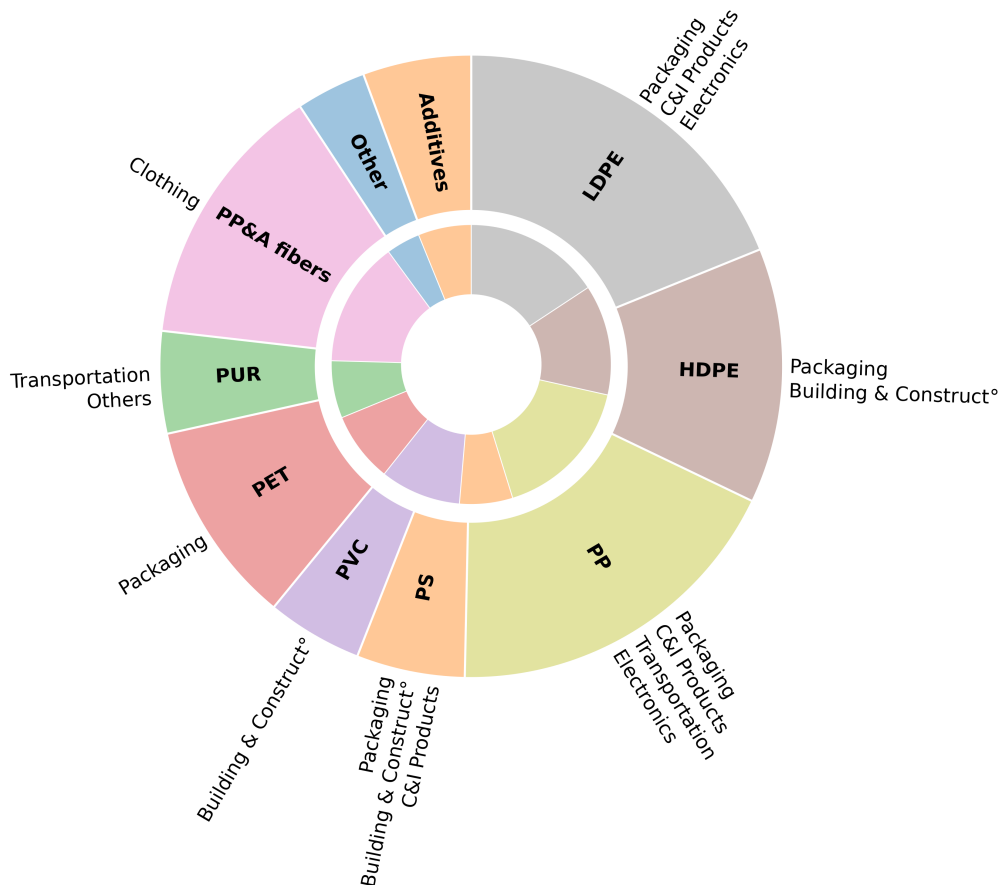 Packaging
C&I Products
Electronics
LDPE
HDPE
Packaging
Building & Construct°
PP
Packaging
C&I Products
Transportation
Electronics
PS
Packaging
Building & Construct°
C&I Products
PVC
Building & Construct°
PET
Packaging
PUR
Transportation
Others
PP&A fibers
Clothing
Other
Additives